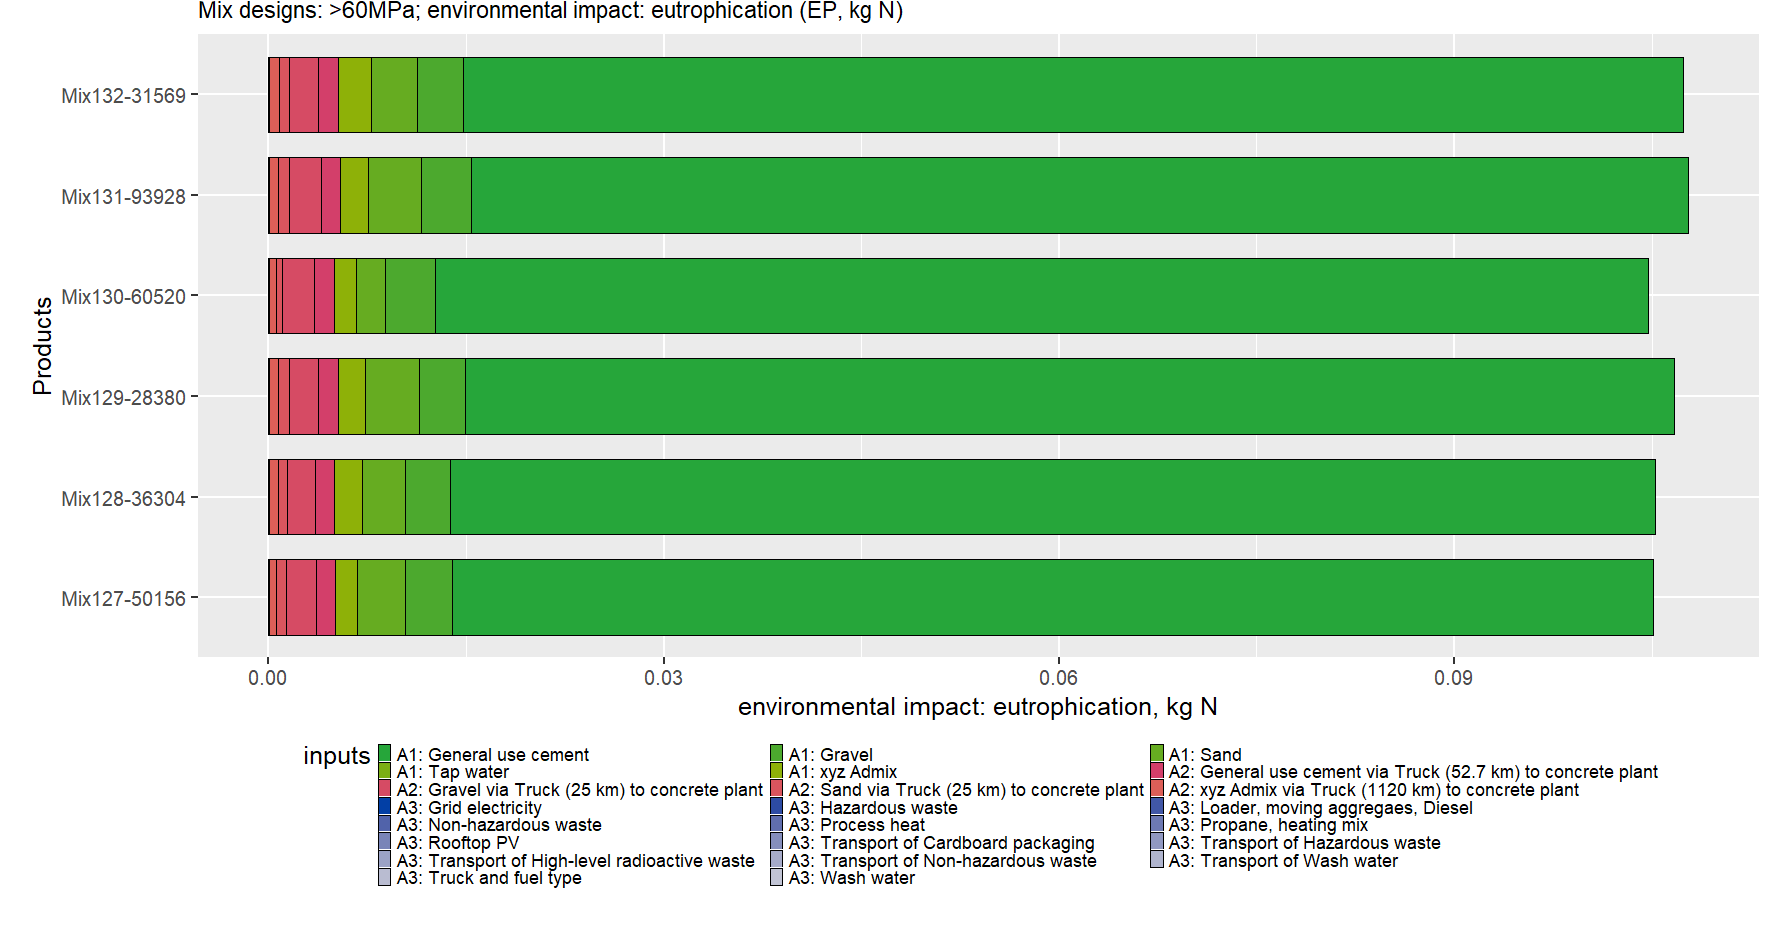 Mix designs: >60MPa; environmental impact: eutrophication (EP, kg N)
Mix132-31569
Mix131-93928
Mix130-60520
Mix129-28380
Mix128-36304
Mix127-50156
Products
0.00 0.03 0.06 0.09
environmental impact: eutrophication, kg N
inputs
A1: General use cement A1: Gravel A1: Sand
A1: Tap water A1: xyz Admix A2: General use cement via Truck (52.7 km) to concrete plant
A2: Gravel via Truck (25 km) to concrete plant A2: Sand via Truck (25 km) to concrete plant A2: xyz Admix via Truck (1120 km) to concrete plant
A3: Grid electricity A3: Hazardous waste A3: Loader, moving aggregaes, Diesel
A3: Non-hazardous waste A3: Process heat A3: Propane, heating mix
A3: Rooftop PV A3: Transport of Cardboard packaging A3: Transport of Hazardous waste
A3: Transport of High-level radioactive waste A3: Transport of Non-hazardous waste A3: Transport of Wash water
A3: Truck and fuel type A3: Wash water